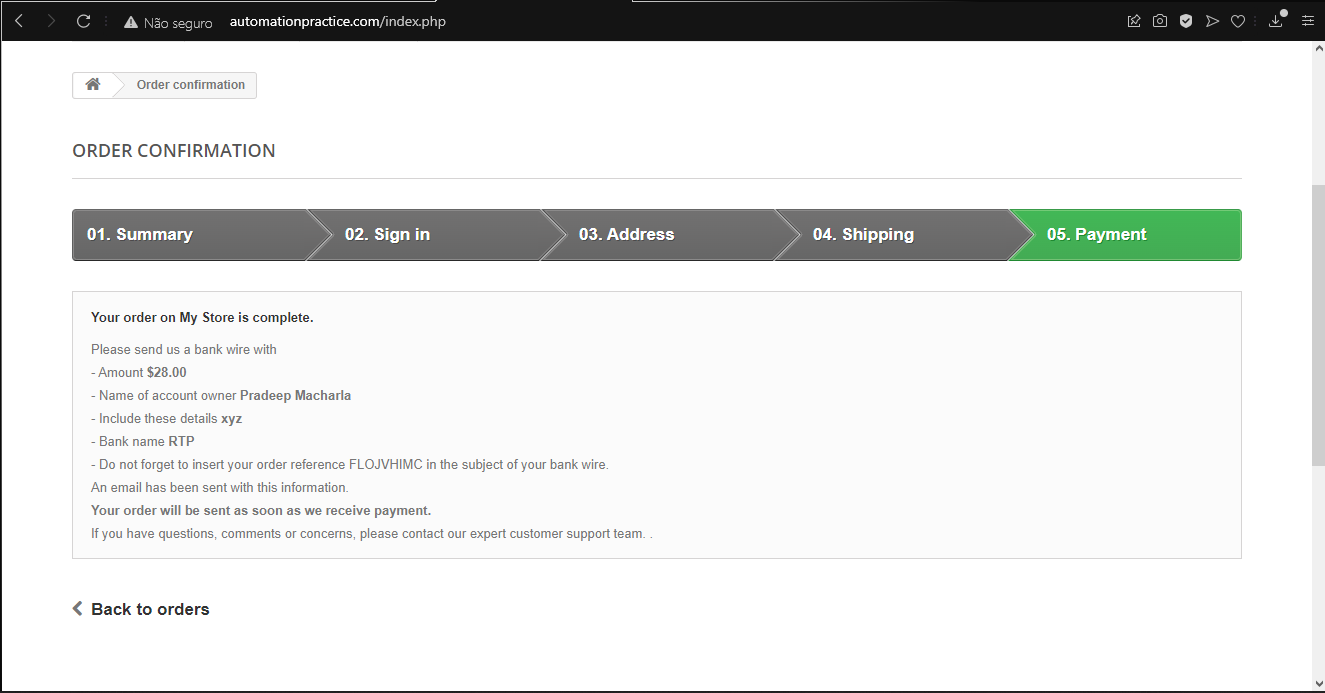 Não seguro automationpractice.com/index.php
Order confirmation
ORDER CONFIRMATION
01. Summary 02. Sign in 03. Address 04. Shipping 05. Payment
Your order on My Store is complete.
Please send us a bank wire with
- Amount $28.00
- Name of account owner Pradeep Macharla
- Include these details xyz
- Bank name RTP
- Do not forget to insert your order reference FLOJVHIMC in the subject of your bank wire.
An email has been sent with this information.
Your order will be sent as soon as we receive payment.
If you have questions, comments or concerns, please contact our expert customer support team. .
Back to orders